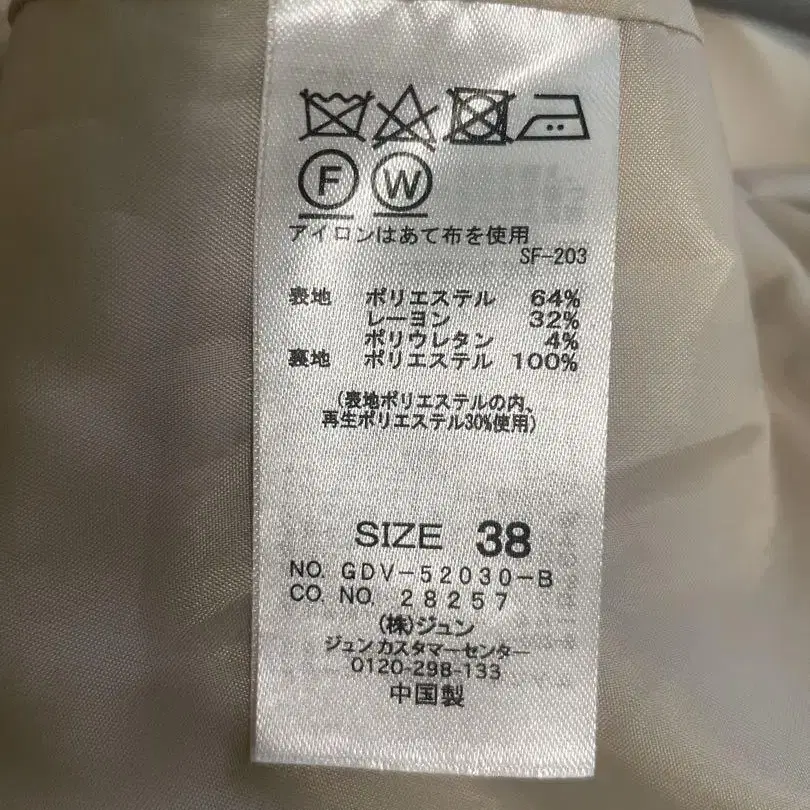 F W
アイロンはあて布を使用
SF-203
表地 ポリエステル 64%
レーヨン 32%
ポリウレタン 4%
裏地 ポリエステル 100%
(表地ポリエステルの内、
再生ポリエステル30%使用)
SIZE 38
NO. GDV-52030-B
CO. NO. 28257
(株)ジュン
ジュンカスタマーセンター
0120-298-133
中国製